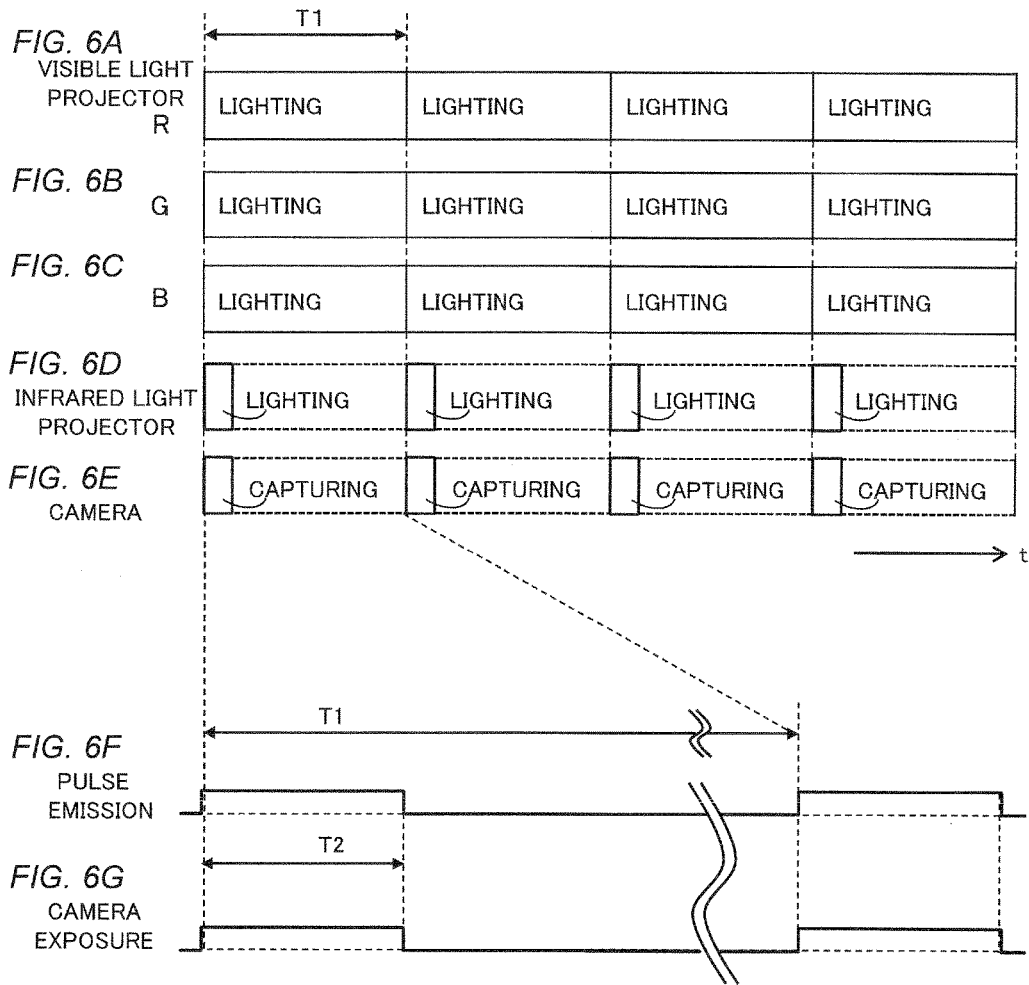 T1
FIG. 6A
VISIBLE LIGHT
PROJECTOR
R
LIGHTING LIGHTING LIGHTING LIGHTING
FIG. 6B
G
LIGHTING LIGHTING LIGHTING LIGHTING
FIG. 6C
B
LIGHTING LIGHTING LIGHTING LIGHTING
FIG. 6D
INFRARED LIGHT
PROJECTOR
LIGHTING LIGHTING LIGHTING LIGHTING
FIG. 6E
CAMERA
CAPTURING CAPTURING CAPTURING CAPTURING
t
T1
FIG. 6F
PULSE
EMISSION
T2
FIG. 6G
CAMERA
EXPOSURE